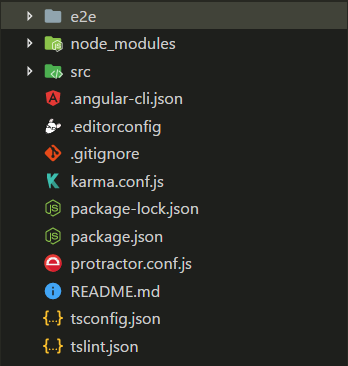 e2e
node_modules
src
.angular-cli.json
.editorconfig
.gitignore
karma.conf.js
package-lock.json
package.json
protractor.conf.js
README.md
tsconfig.json
tslint.json